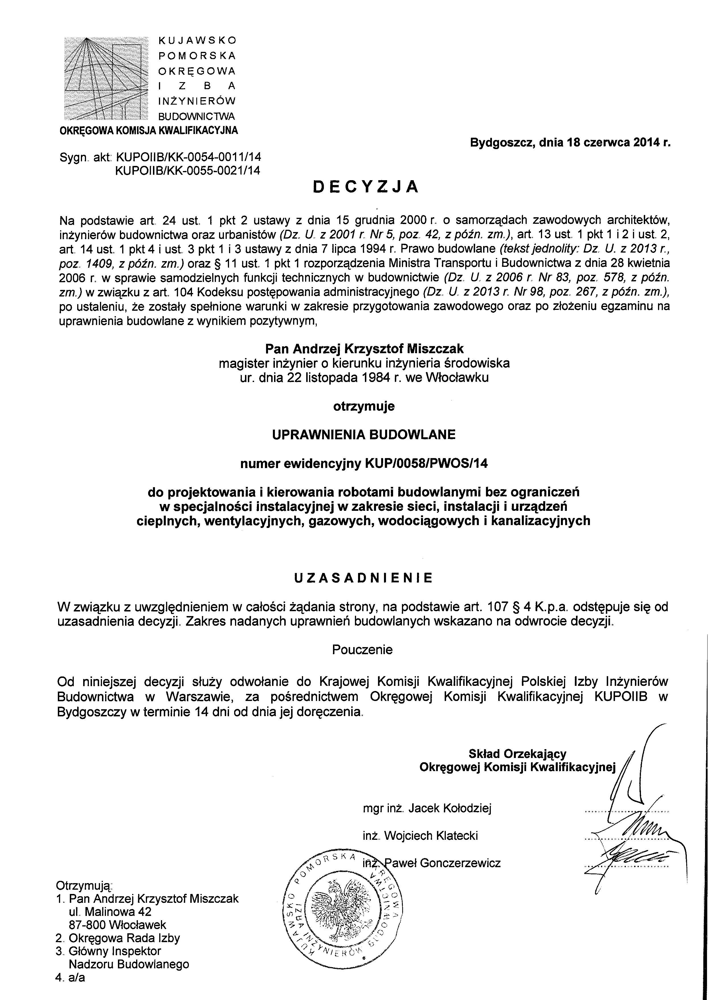 KUJAWSKO
POMORSKA
OKRĘGOWA
I Z B A
INŻYNIERÓW
BUDOWNICTWA
OKRĘGOWA KOMISJA KWALIFIKACYJNA
Bydgoszcz, dnia 18 czerwca 2014 r.
Sygn. akt: KUPOIIB/KK-0054-0011/14
KUPOIIB/KK-0055-0021/14
D E C Y Z J A
Na podstawie art. 24 ust. 1 pkt 2 ustawy z dnia 15 grudnia 2000 r. o samorządach zawodowych architektów,
inżynierów budownictwa oraz urbanistów (Dz. U. z 2001 r. Nr 5, poz. 42, z późn. zm.), art. 13 ust. 1 pkt 1 i 2 i ust. 2,
art. 14 ust. 1 pkt 4 i ust. 3 pkt 1 i 3 ustawy z dnia 7 lipca 1994 r. Prawo budowlane (tekst jednolity: Dz. U. z 2013 r.,
poz. 1409, z późn. zm.) oraz § 11 ust. 1 pkt 1 rozporządzenia Ministra Transportu i Budownictwa z dnia 28 kwietnia
2006 r. w sprawie samodzielnych funkcji technicznych w budownictwie (Dz. U. z 2006 r. Nr 83, poz. 578, z późn.
zm.) w związku z art. 104 Kodeksu postępowania administracyjnego (Dz. U. z 2013 r. Nr 98, poz. 267, z późn. zm.),
po ustaleniu, że zostały spełnione warunki w zakresie przygotowania zawodowego oraz po złożeniu egzaminu na
uprawnienia budowlane z wynikiem pozytywnym,
Pan Andrzej Krzysztof Miszczak
magister inżynier o kierunku inżynieria środowiska
ur. dnia 22 listopada 1984 r. we Włocławku
otrzymuje
UPRAWNIENIA BUDOWLANE
numer ewidencyjny KUP/0058/PWOS/14
do projektowania i kierowania robotami budowlanymi bez ograniczeń
w specjalności instalacyjnej w zakresie sieci, instalacji i urządzeń
cieplnych, wentylacyjnych, gazowych, wodociągowych i kanalizacyjnych
U Z A S A D N I E N I E
W związku z uwzględnieniem w całości żądania strony, na podstawie art. 107 § 4 K.p.a. odstępuje się od
uzasadnienia decyzji. Zakres nadanych uprawnień budowlanych wskazano na odwrocie decyzji.
Pouczenie
Od niniejszej decyzji służy odwołanie do Krajowej Komisji Kwalifikacyjnej Polskiej Izby Inżynierów
Budownictwa w Warszawie, za pośrednictwem Okręgowej Komisji Kwalifikacyjnej KUPOIIB w
Bydgoszczy w terminie 14 dni od dnia jej doręczenia.
Skład Orzekający
Okręgowej Komisji Kwalifikacyjnej
mgr inż. Jacek Kołodziej
inż. Wojciech Klatecki
inż. Paweł Gonczerzewicz
KUJAWSKO POMORSKA OKRĘGOWA
IZBA INŻYNIERÓW BUDOWNICTWA
Otrzymują:
1. Pan Andrzej Krzysztof Miszczak
ul. Malinowa 42
87-800 Włocławek
2. Okręgowa Rada Izby
3. Główny Inspektor
Nadzoru Budowlanego
4. a/a